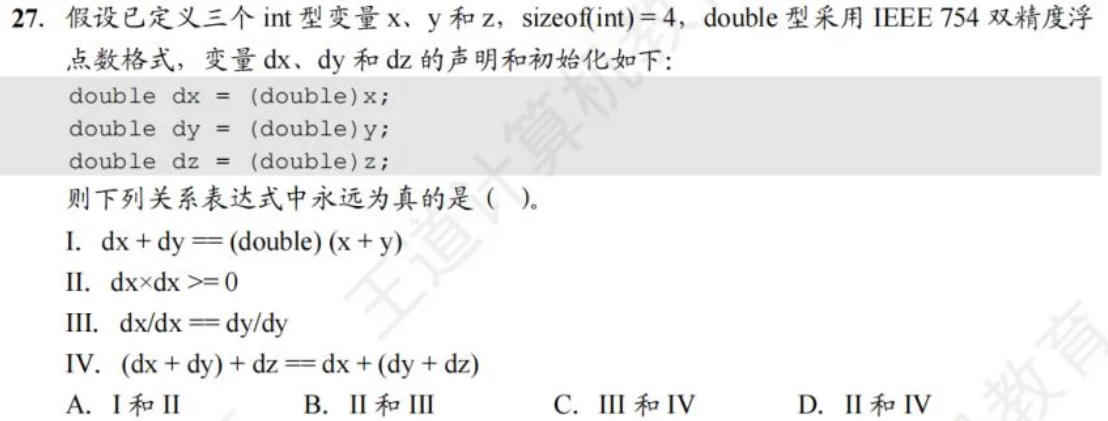 27. 假设已定义三个 int 型变量 x、y 和 z，sizeof(int) = 4，double 型采用 IEEE 754 双精度浮
点数格式，变量 dx、dy 和 dz 的声明和初始化如下：
double dx = (double)x;
double dy = (double)y;
double dz = (double)z;
则下列关系表达式中永远为真的是（ ）。
I. dx + dy == (double) (x + y)
II. dx×dx >= 0
III. dx/dx == dy/dy
IV. (dx + dy) + dz == dx + (dy + dz)
A. I 和 II B. II 和 III C. III 和 IV D. II 和 IV
王道计算机教育
教育